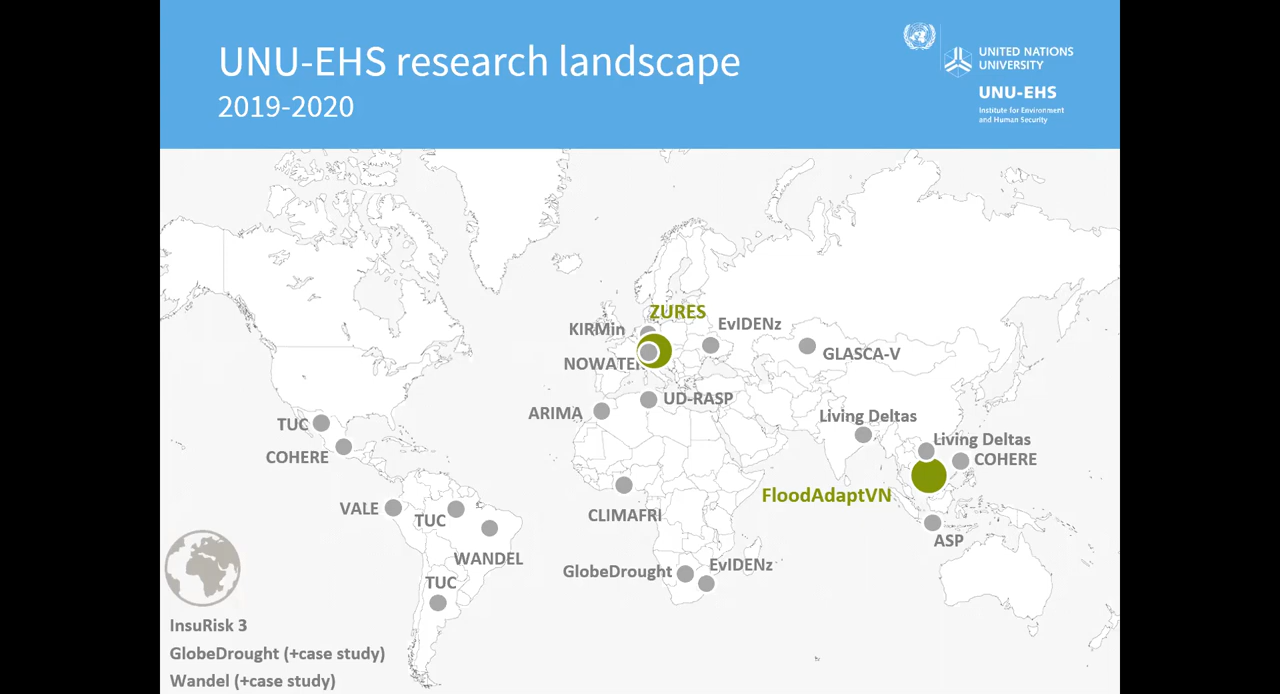 UNU-EHS research landscape
2019-2020
UNITED NATIONS
UNIVERSITY
UNU-EHS
Institute for Environment
and Human Security
ZURES
KIRMin
EvIDENz
GLASCA-V
NOWATER
UD-RASP
ARIMA
Living Deltas
TUC
Living Deltas
COHERE
COHERE
FloodAdaptVN
VALE
TUC
CLIMAFRI
ASP
WANDEL
GlobeDrought
EvIDENz
TUC
InsuRisk 3
GlobeDrought (+case study)
Wandel (+case study)